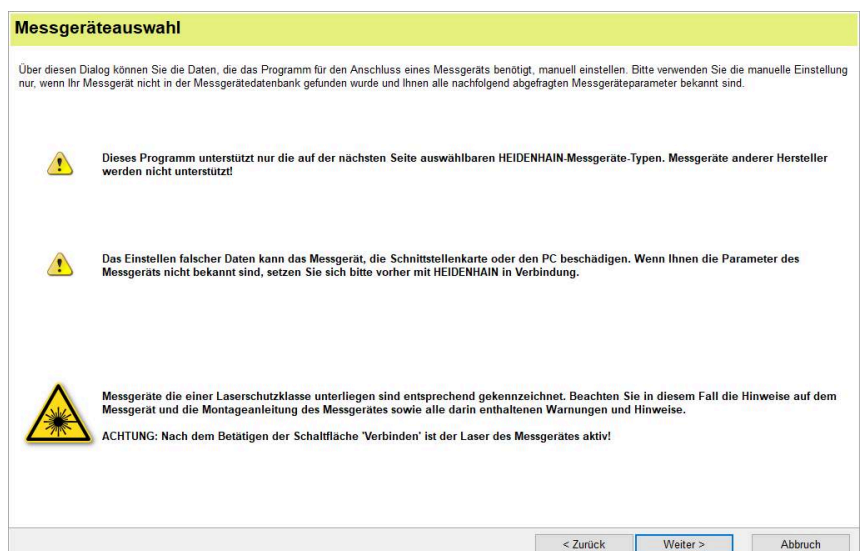 Messgeräteauswahl
Über diesen Dialog können Sie die Daten, die das Programm für den Anschluss eines Messgeräts benötigt, manuell einstellen. Bitte verwenden Sie die manuelle Einstellung
nur, wenn Ihr Messgerät nicht in der Messgerätedatenbank gefunden wurde und Ihnen alle nachfolgend abgefragten Messgeräteparameter bekannt sind.
Dieses Programm unterstützt nur die auf der nächsten Seite auswählbaren HEIDENHAIN-Messgeräte-Typen. Messgeräte anderer Hersteller
werden nicht unterstützt!
Das Einstellen falscher Daten kann das Messgerät, die Schnittstellenkarte oder den PC beschädigen. Wenn Ihnen die Parameter des
Messgeräts nicht bekannt sind, setzen Sie sich bitte vorher mit HEIDENHAIN in Verbindung.
Messgeräte die einer Laserschutzklasse unterliegen sind entsprechend gekennzeichnet. Beachten Sie in diesem Fall die Hinweise auf dem
Messgerät und die Montageanleitung des Messgerätes sowie alle darin enthaltenen Warnungen und Hinweise.
ACHTUNG: Nach dem Betätigen der Schaltfläche 'Verbinden' ist der Laser des Messgerätes aktiv!
< Zurück Weiter > Abbruch